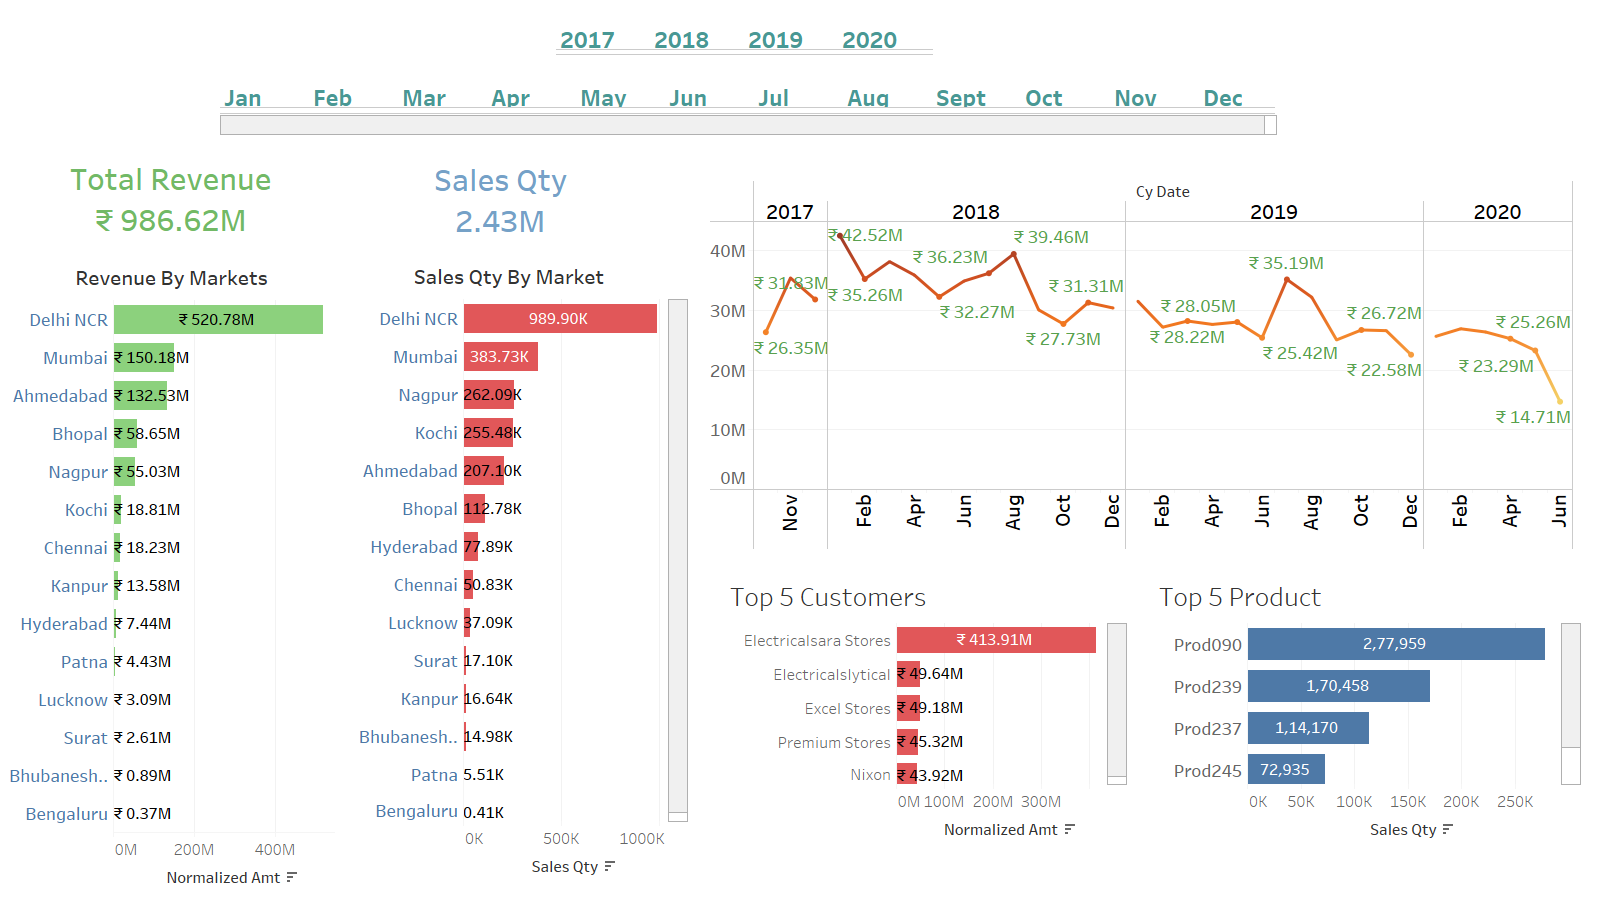 2017 2018 2019 2020
Jan Feb Mar Apr May Jun Jul Aug Sept Oct Nov Dec
Total Revenue
₹ 986.62M
Revenue By Markets
Delhi NCR ₹ 520.78M
Mumbai ₹ 150.18M
Ahmedabad ₹ 132.53M
Bhopal ₹ 58.65M
Nagpur ₹ 55.03M
Kochi ₹ 18.81M
Chennai ₹ 18.23M
Kanpur ₹ 13.58M
Hyderabad ₹ 7.44M
Patna ₹ 4.43M
Lucknow ₹ 3.09M
Surat ₹ 2.61M
Bhubanesh.. ₹ 0.89M
Bengaluru ₹ 0.37M
0M 200M 400M
Normalized Amt
Sales Qty
2.43M
Sales Qty By Market
Delhi NCR 989.90K
Mumbai 383.73K
Nagpur 262.09K
Kochi 255.48K
Ahmedabad 207.10K
Bhopal 112.78K
Hyderabad 77.89K
Chennai 50.83K
Lucknow 37.09K
Surat 17.10K
Kanpur 16.64K
Bhubanesh.. 14.98K
Patna 5.51K
Bengaluru 0.41K
0K 500K 1000K
Sales Qty
Cy Date
2017 2018 2019 2020
40M
30M
20M
10M
0M
₹ 31.83M
₹ 26.35M
₹ 42.52M
₹ 35.26M
₹ 36.23M
₹ 32.27M
₹ 39.46M
₹ 27.73M
₹ 31.31M
₹ 28.05M
₹ 28.22M
₹ 35.19M
₹ 25.42M
₹ 26.72M
₹ 22.58M
₹ 25.26M
₹ 23.29M
₹ 14.71M
Nov Feb Apr Jun Aug Oct Dec Feb Apr Jun Aug Oct Dec Feb Apr Jun
Top 5 Customers
Electricalsara Stores ₹ 413.91M
Electricalslytical ₹ 49.64M
Excel Stores ₹ 49.18M
Premium Stores ₹ 45.32M
Nixon ₹ 43.92M
0M 100M 200M 300M
Normalized Amt
Top 5 Product
Prod090 2,77,959
Prod239 1,70,458
Prod237 1,14,170
Prod245 72,935
0K 50K 100K 150K 200K 250K
Sales Qty